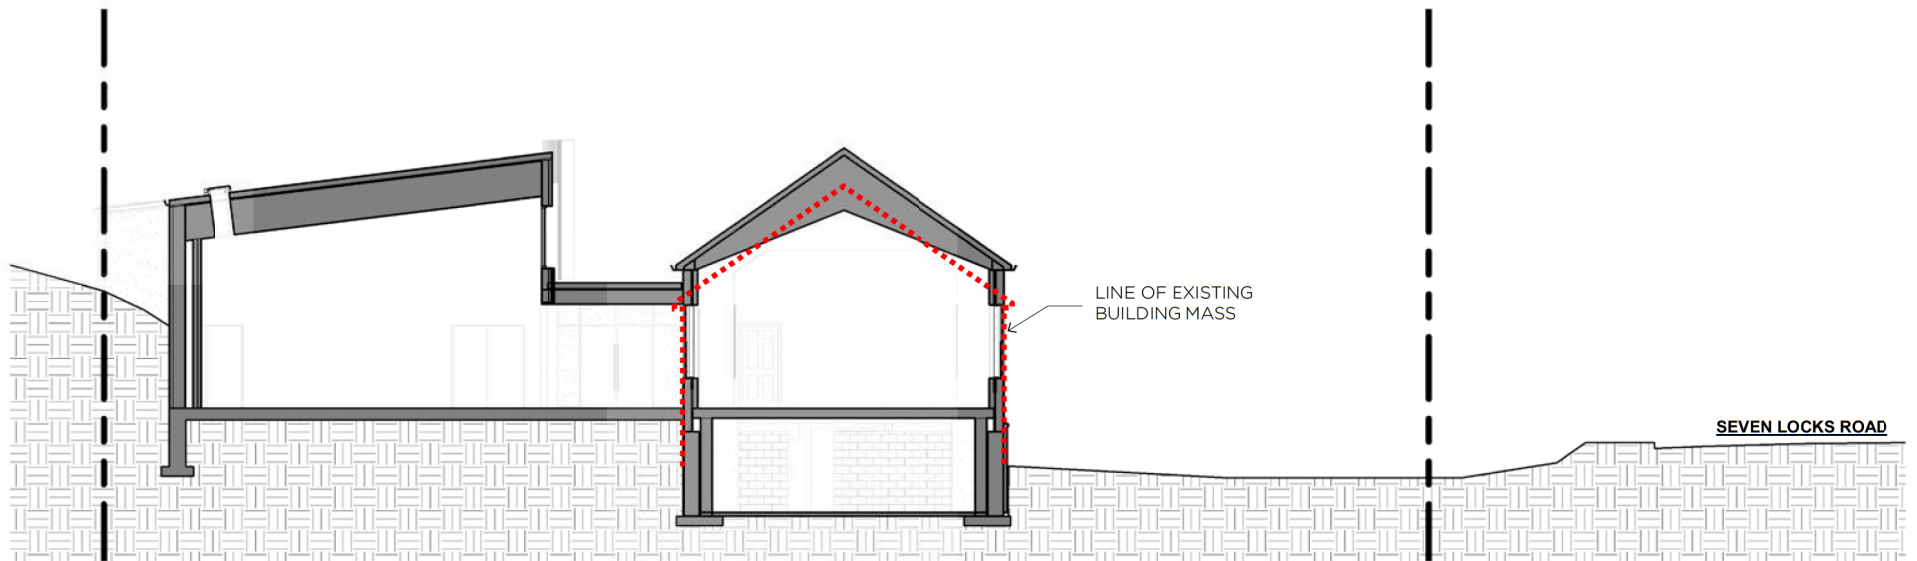 LINE OF EXISTING
BUILDING MASS
SEVEN LOCKS ROAD